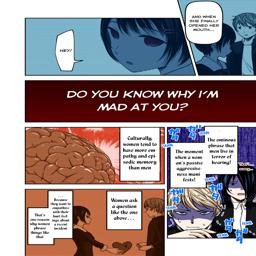 AND WHEN
SHE FINALLY
OPENED HER
MOUTH...
HEY!
DO YOU KNOW WHY I'M
MAD AT YOU?
The ominous
phrase that
men live in
terror of
hearing!
The moment
when a wom
an's passive
aggressive
ness mani
fests!
Culturally,
women tend
to have more em
pathy and epi
sodic memory
than men
Women ask
a question
like the one
above...
Because
they want to
empathize
with their
hurt feel
ings about
a recent
incident
That's one
reason why
women phrase
things like
that